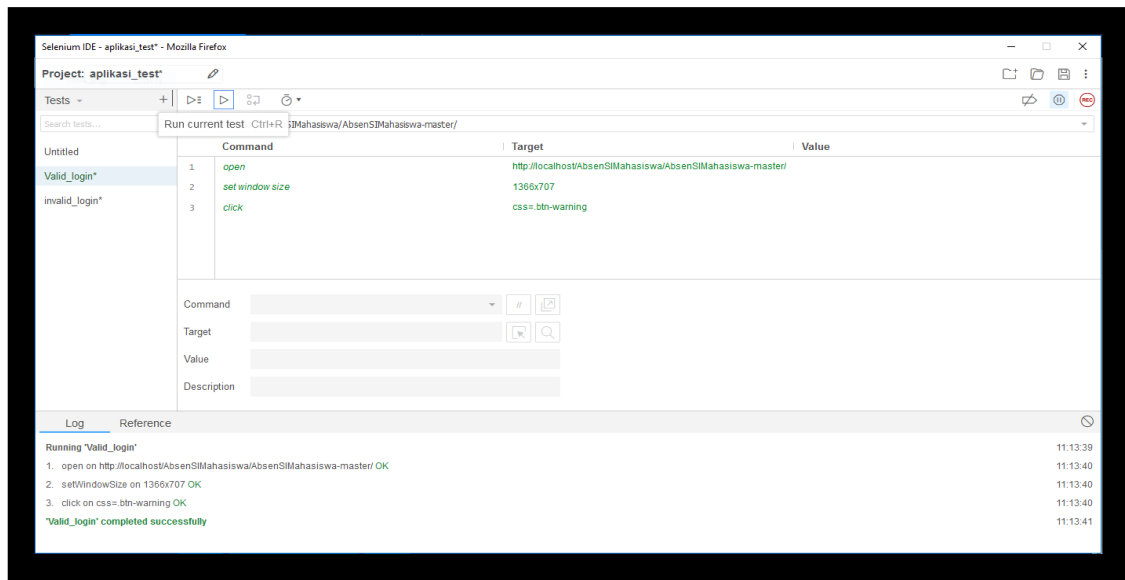 Selenium IDE - aplikasi_test* - Mozilla Firefox
Project: aplikasi_test*
Tests
REC
Search tests...
Run current test Ctrl+R
SIMahasiswa/AbsenSIMahasiswa-master/
Command Target Value
Untitled
Valid_login*
invalid_login*
1 open http://localhost/AbsenSIMahasiswa/AbsenSIMahasiswa-master/
2 set window size 1366x707
3 click css=.btn-warning
Command
//
Target
Value
Description
Log Reference
Running 'Valid_login' 11:13:39
1. open on http://localhost/AbsenSIMahasiswa/AbsenSIMahasiswa-master/ OK 11:13:40
2. setWindowSize on 1366x707 OK 11:13:40
3. click on css=.btn-warning OK 11:13:40
'Valid_login' completed successfully 11:13:41